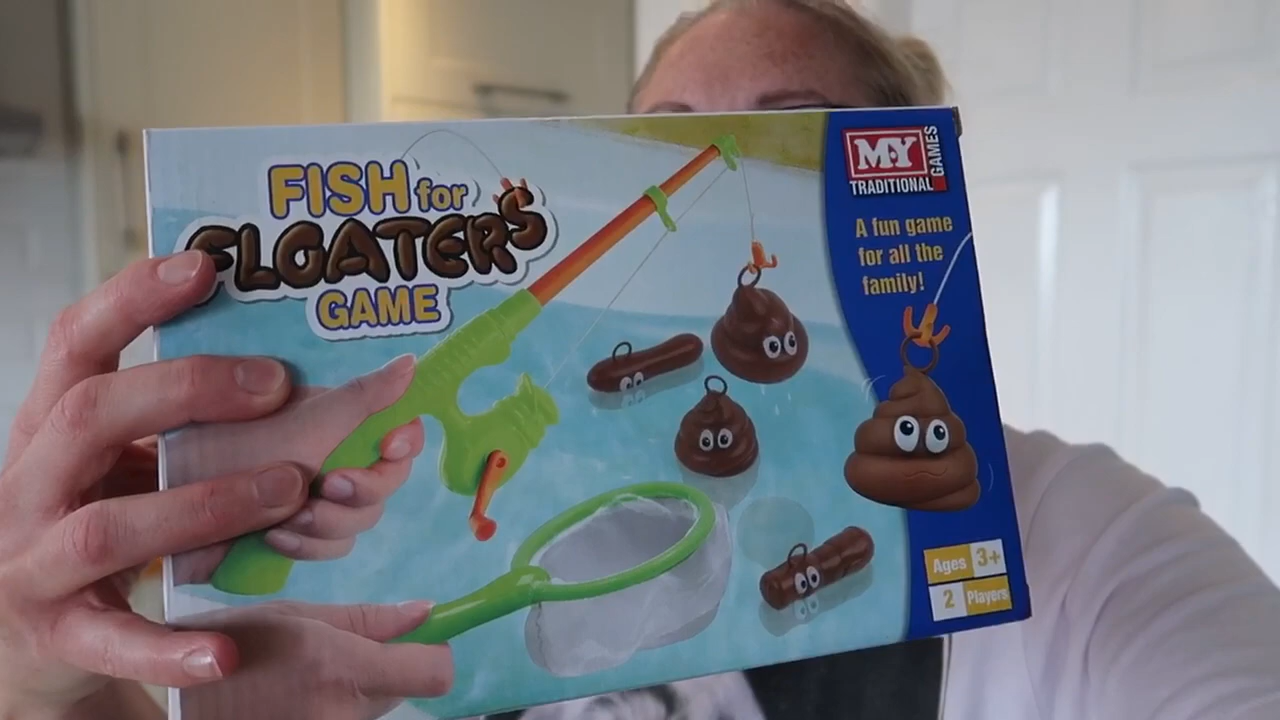 FISH for
FLOATERS
GAME
M·Y
TRADITIONAL GAMES
A fun game
for all the
family!
Ages 3+
2 Players